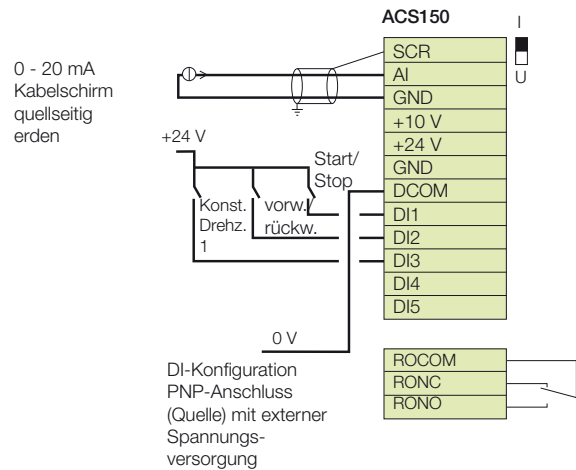 ACS150
I
U
0 - 20 mA
Kabelschirm
quellseitig
erden
SCR
AI
GND
+10 V
+24 V
GND
DCOM
DI1
DI2
DI3
DI4
DI5
+24 V
Start/
Stop
Konst.
Drehz.
1
vorw./
rückw.
0 V
DI-Konfiguration
PNP-Anschluss
(Quelle) mit externer
Spannungs-
versorgung
ROCOM
RONC
RONO